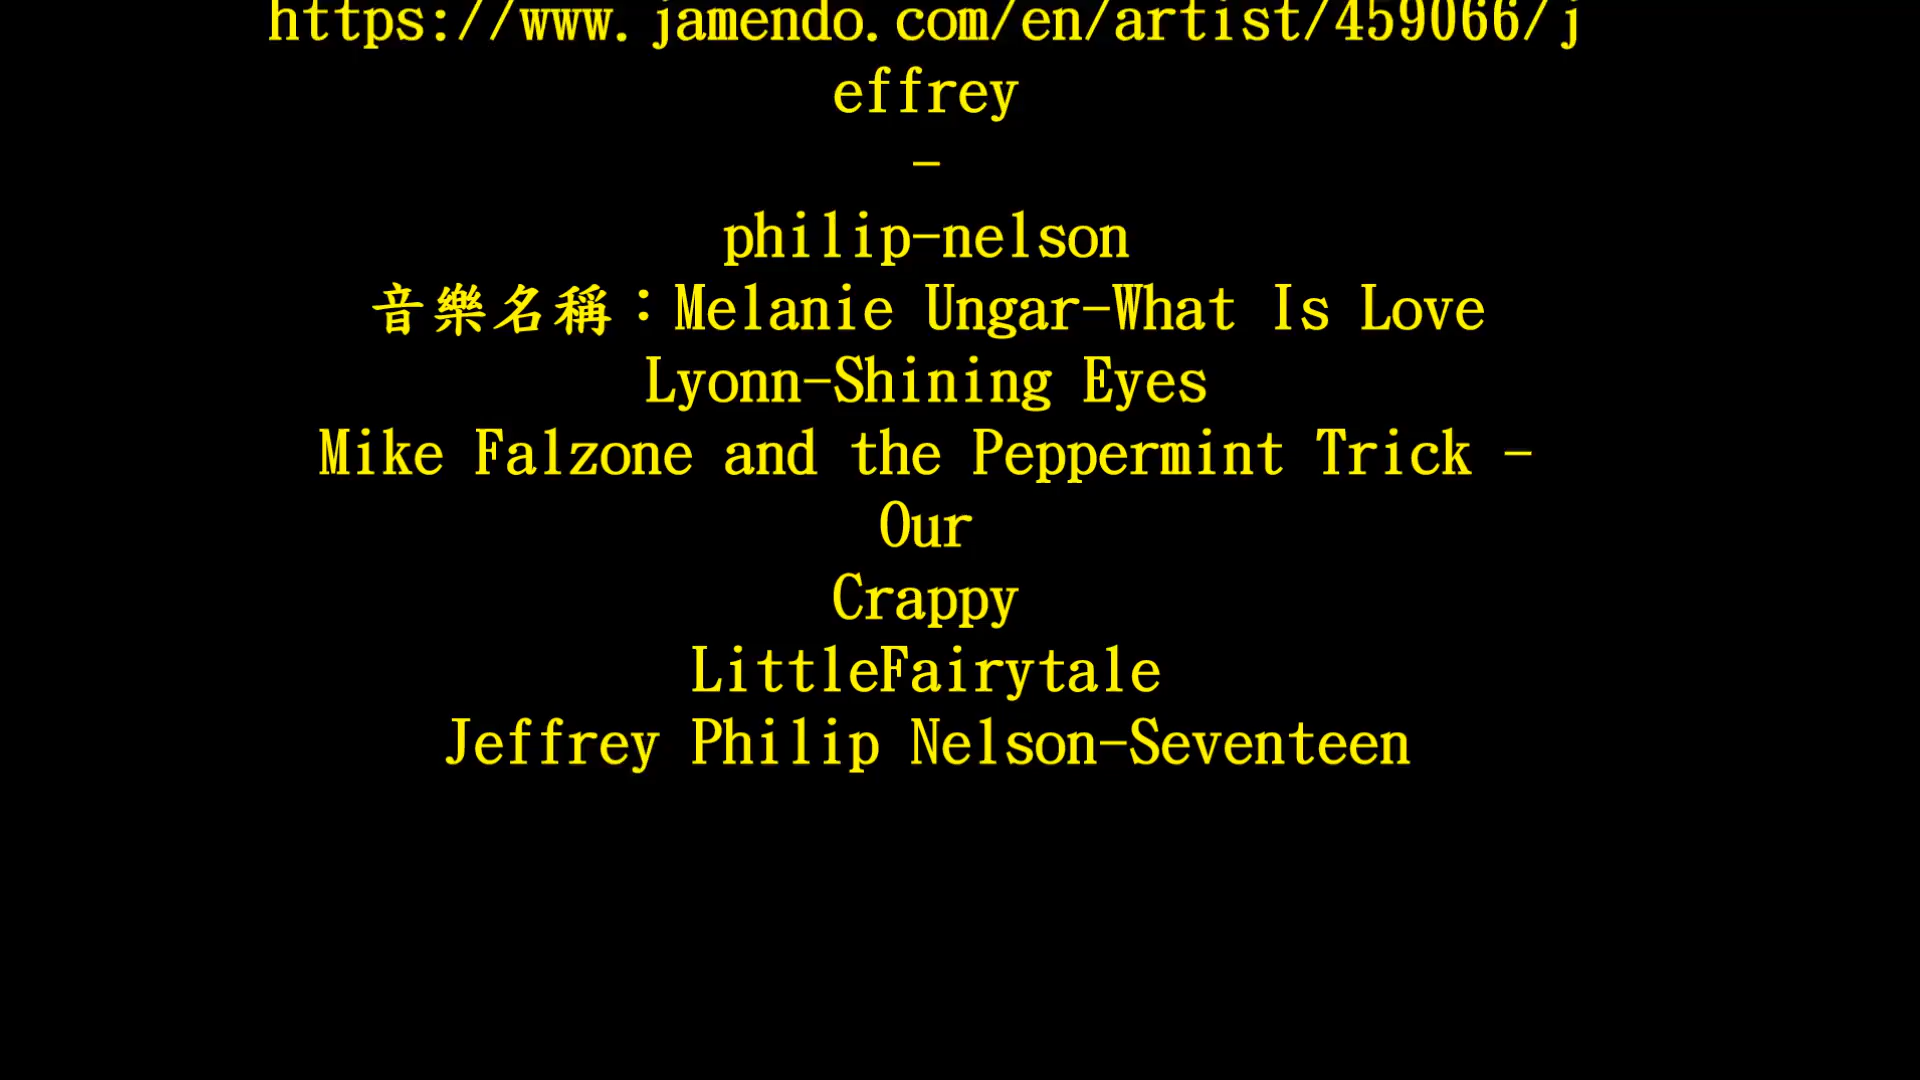 https://www.jamendo.com/en/artist/459066/j
effrey
-
philip-nelson
音樂名稱：Melanie Ungar-What Is Love
Lyonn-Shining Eyes
Mike Falzone and the Peppermint Trick -
Our
Crappy
LittleFairytale
Jeffrey Philip Nelson-Seventeen